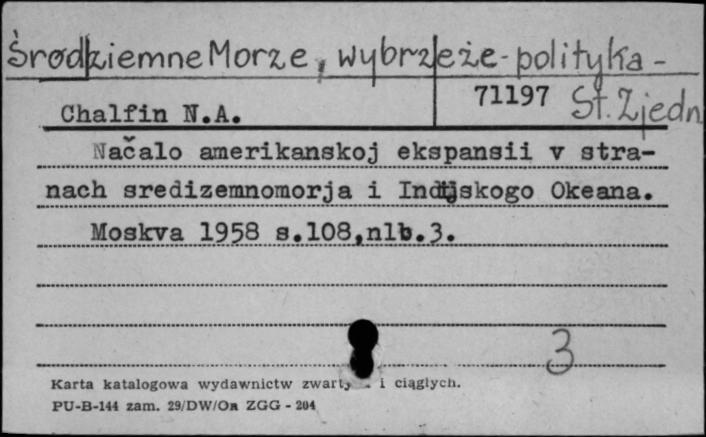 Śródziemne Morze, wybrzeże - polityka -
St. Zjedn
71197
Chalfin N.A.
Načalo amerikanskoj ekspansii v stra-
nach sredizemnomorja i Indijskogo Okeana.
Moskva 1958 s.108,nlb.3.
3
Karta katalogowa wydawnictw i ciągłych.
PU-B-144 zam. 29/DW/On ZGG - 204